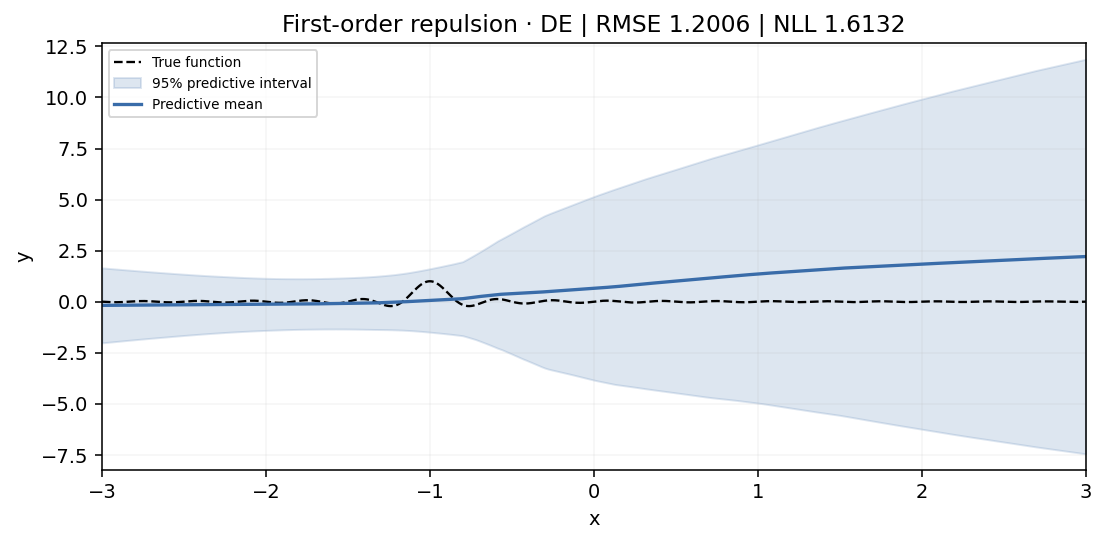 First-order repulsion · DE | RMSE 1.2006 | NLL 1.6132
12.5
10.0
7.5
5.0
2.5
0.0
−2.5
−5.0
−7.5
y
True function
95% predictive interval
Predictive mean
−3
−2
−1
0
1
2
3
x